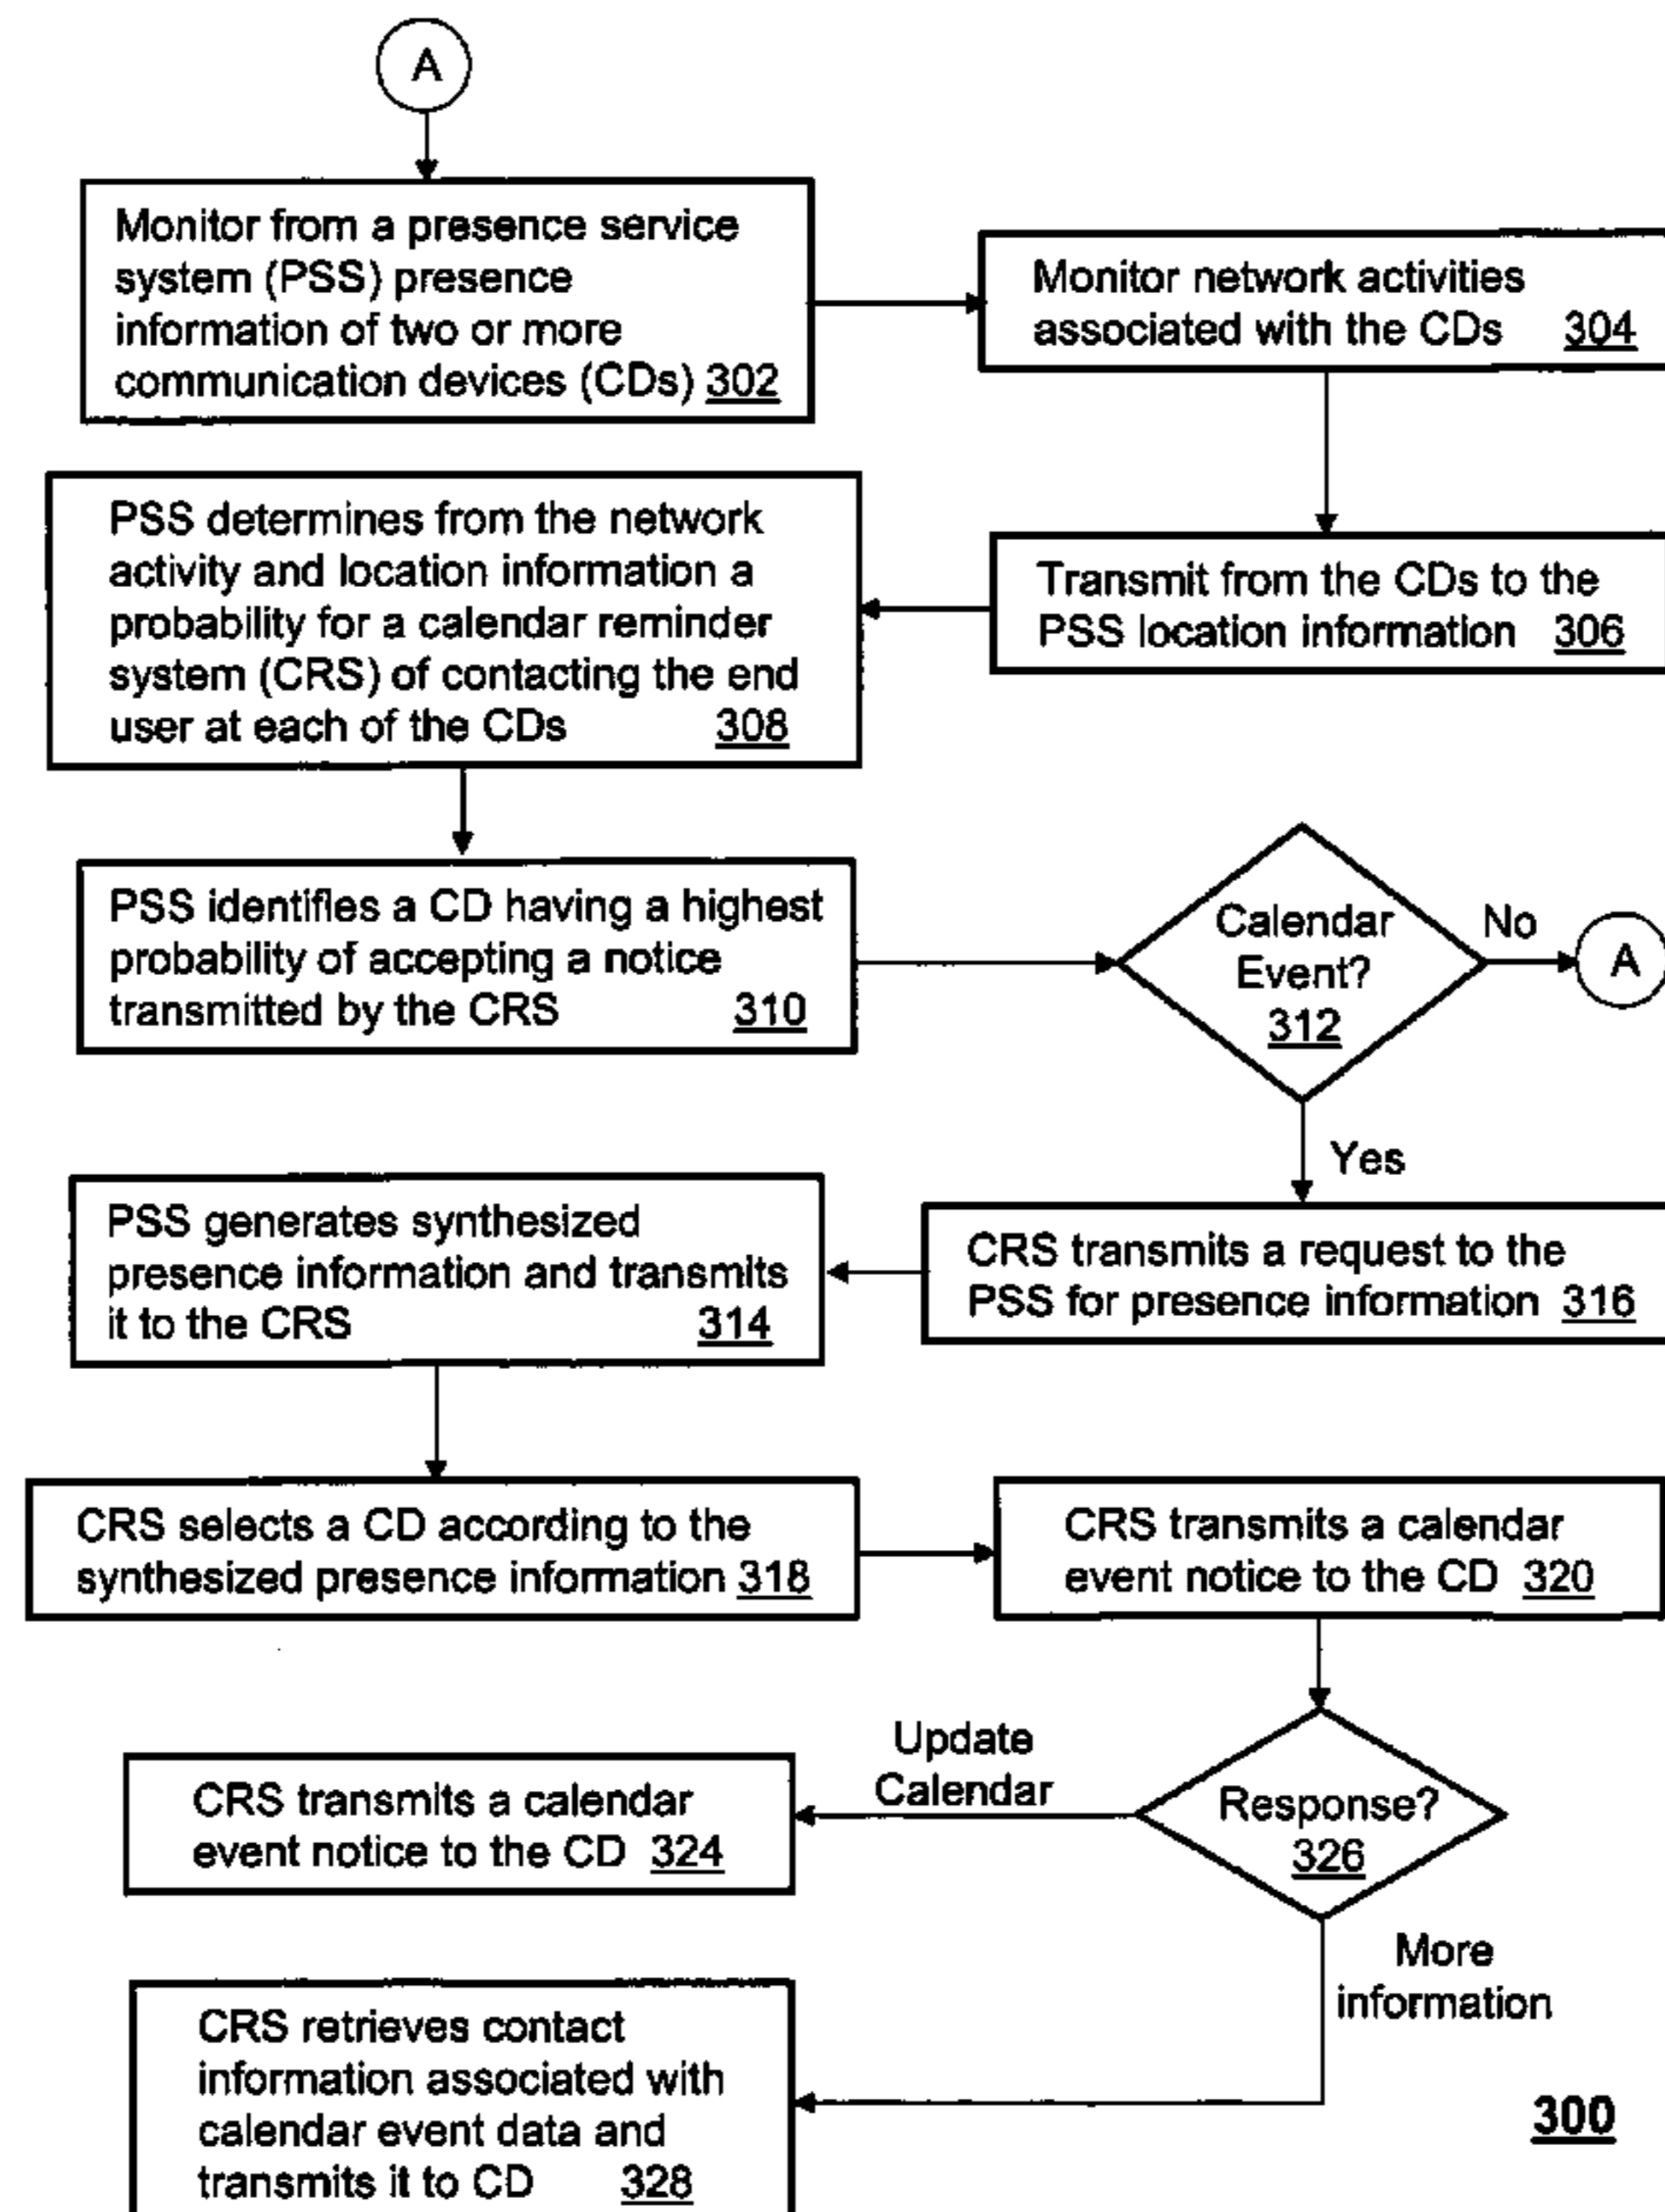 A
Monitor from a presence service
system (PSS) presence
information of two or more
communication devices (CDs) 302
Monitor network activities
associated with the CDs 304
Transmit from the CDs to the
PSS location information 306
PSS determines from the network
activity and location information a
probability for a calendar reminder
system (CRS) of contacting the end
user at each of the CDs 308
PSS identifies a CD having a highest
probability of accepting a notice
transmitted by the CRS 310
Calendar
Event?
312
No
A
Yes
CRS transmits a request to the
PSS for presence information 316
PSS generates synthesized
presence information and transmits
it to the CRS 314
CRS selects a CD according to the
synthesized presence information 318
CRS transmits a calendar
event notice to the CD 320
Response?
326
Update
Calendar
CRS transmits a calendar
event notice to the CD 324
More
information
CRS retrieves contact
information associated with
calendar event data and
transmits it to CD 328
300